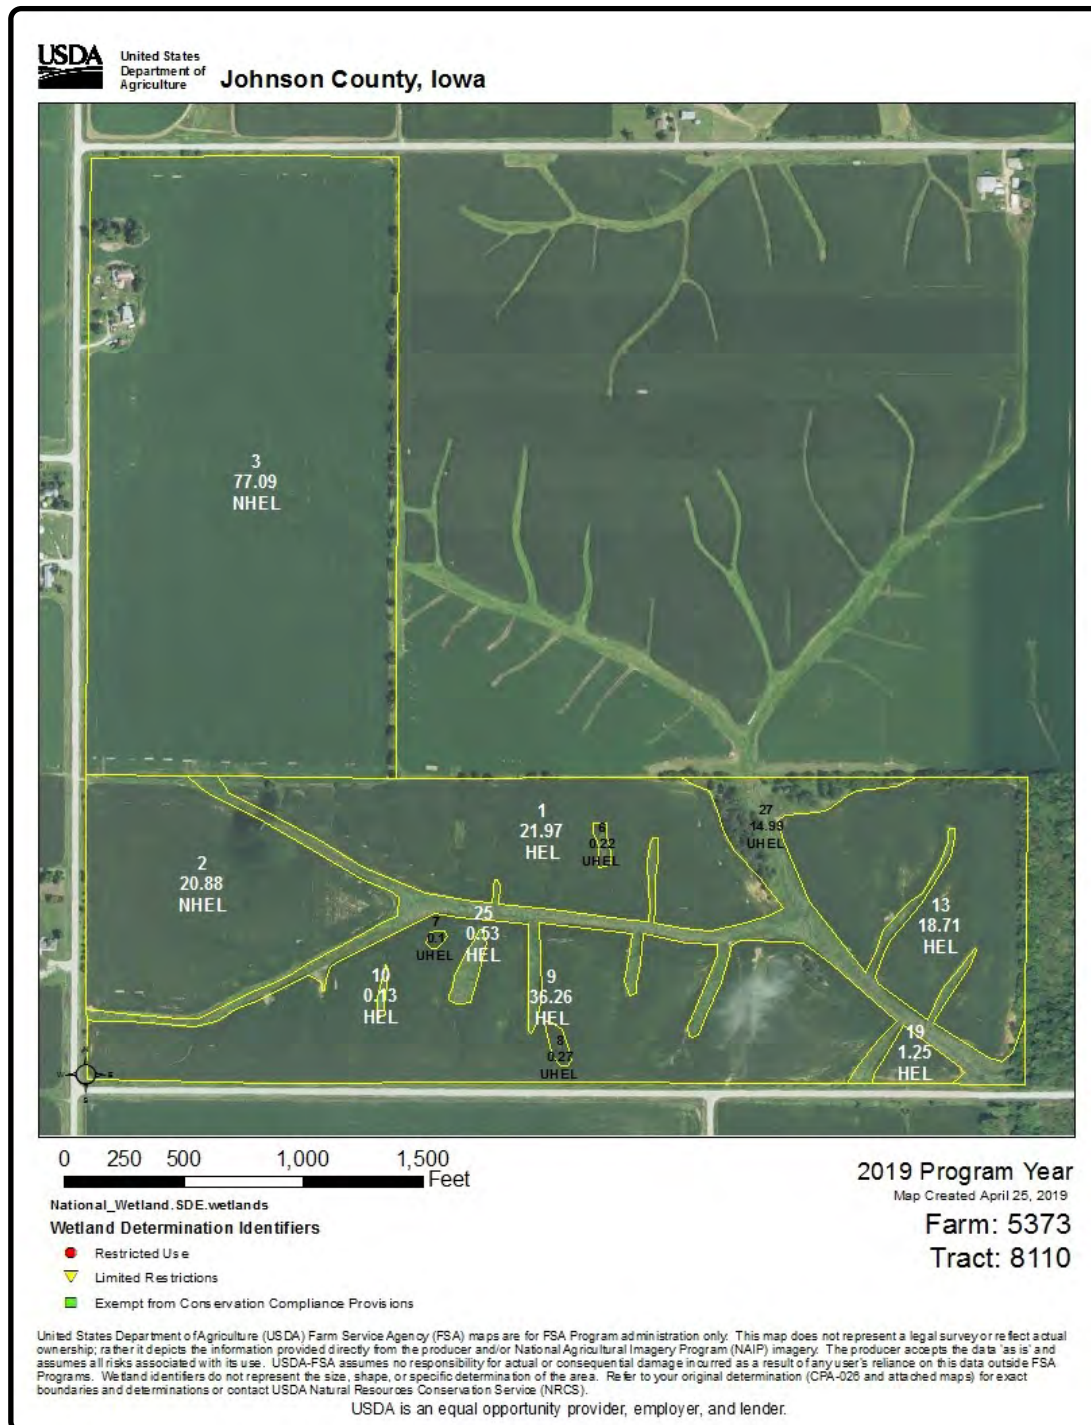 USDA
United States
Department of
Agriculture
Johnson County, Iowa
3
77.09
NHEL
1
21.97
HEL
6
0.22
UHEL
27
14.99
UHEL
2
20.88
NHEL
13
18.71
HEL
25
0.53
HEL
7
0.1
UHEL
10
0.13
HEL
9
36.26
HEL
8
0.27
UHEL
19
1.25
HEL
W E
S
0 250 500 1,000 1,500
Feet
National_Wetland.SDE.wetlands
Wetland Determination Identifiers
Restricted Use
Limited Restrictions
Exempt from Conservation Compliance Provisions
2019 Program Year
Map Created April 25, 2019
Farm: 5373
Tract: 8110
United States Department of Agriculture (USDA) Farm Service Agency (FSA) maps are for FSA Program administration only. This map does not represent a legal survey or reflect actual
ownership; rather it depicts the information provided directly from the producer and/or National Agricultural Imagery Program (NAIP) imagery. The producer accepts the data 'as is' and
assumes all risks associated with its use. USDA-FSA assumes no responsibility for actual or consequential damage incurred as a result of any user's reliance on this data outside FSA
Programs. Wetland identifiers do not represent the size, shape, or specific determination of the area. Refer to your original determination (CPA-026 and attached maps) for exact
boundaries and determinations or contact USDA Natural Resources Conservation Service (NRCS).
USDA is an equal opportunity provider, employer, and lender.